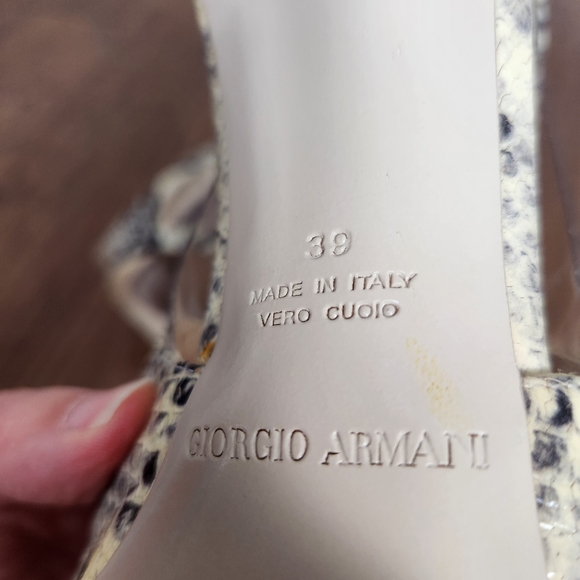 39
MADE IN ITALY
VERO CUOIO
GIORGIO ARMANI